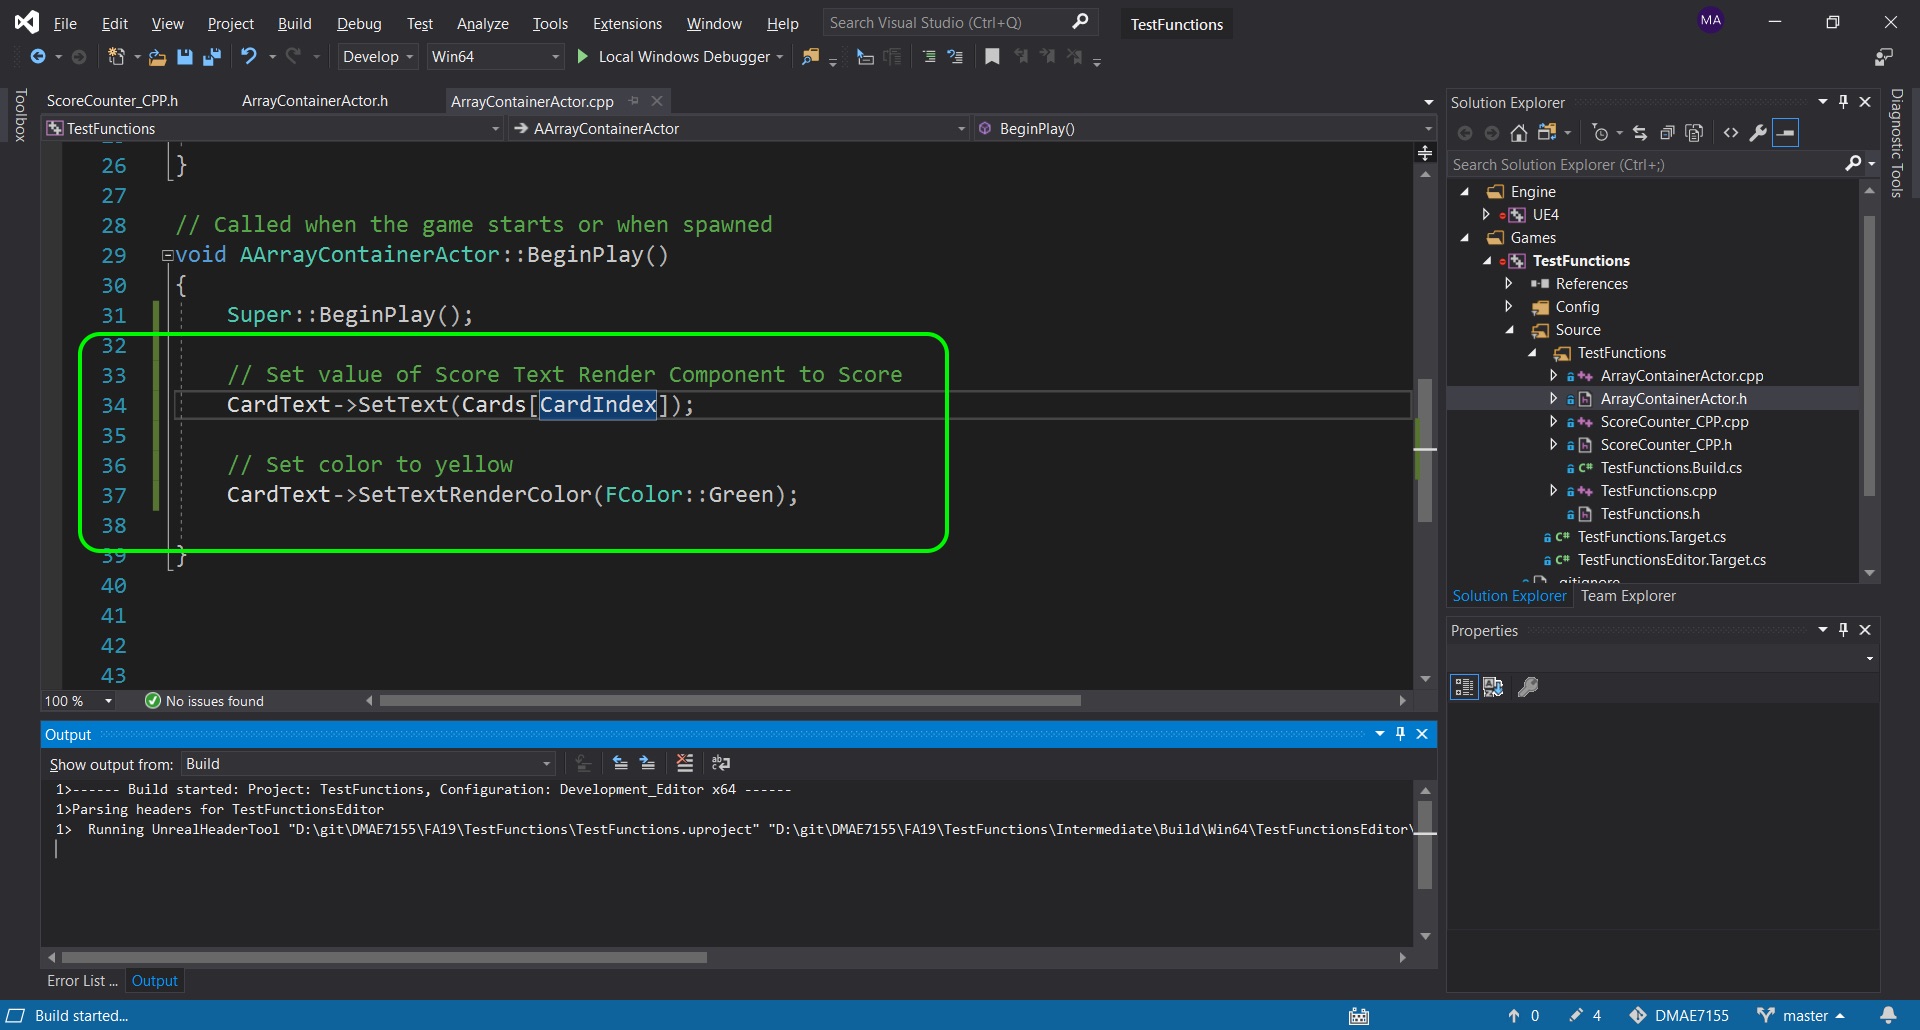 File Edit View Project Build Debug Test Analyze Tools Extensions Window Help Search Visual Studio (Ctrl+Q) TestFunctions MA
Develop Win64 Local Windows Debugger
Toolbox
ScoreCounter_CPP.h ArrayContainerActor.h ArrayContainerActor.cpp
TestFunctions AArrayContainerActor BeginPlay()
26 }
27
28 // Called when the game starts or when spawned
29 void AArrayContainerActor::BeginPlay()
30 {
31 Super::BeginPlay();
32
33 // Set value of Score Text Render Component to Score
34 CardText->SetText(Cards[CardIndex]);
35
36 // Set color to yellow
37 CardText->SetTextRenderColor(FColor::Green);
38
39 }
40
41
42
43
100 % No issues found
Output
Show output from: Build
1>------ Build started: Project: TestFunctions, Configuration: Development_Editor x64 ------
1>Parsing headers for TestFunctionsEditor
1>  Running UnrealHeaderTool "D:\git\DMAE7155\FA19\TestFunctions\TestFunctions.uproject" "D:\git\DMAE7155\FA19\TestFunctions\Intermediate\Build\Win64\TestFunctionsEditor\
Error List ... Output
Solution Explorer
Search Solution Explorer (Ctrl+;)
Engine
UE4
Games
TestFunctions
References
Config
Source
TestFunctions
ArrayContainerActor.cpp
ArrayContainerActor.h
ScoreCounter_CPP.cpp
ScoreCounter_CPP.h
C# TestFunctions.Build.cs
TestFunctions.cpp
TestFunctions.h
C# TestFunctions.Target.cs
C# TestFunctionsEditor.Target.cs
.gitignore
Solution Explorer Team Explorer
Properties
Diagnostic Tools
Build started... 0 4 DMAE7155 master